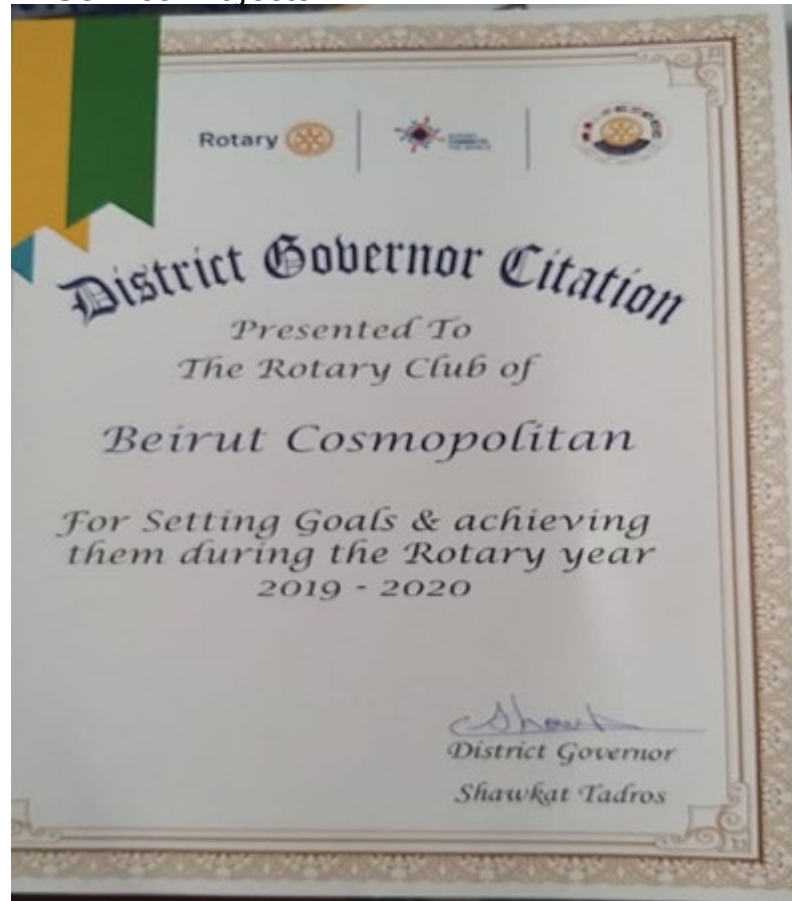 Rotary
District Governor Citation
Presented To
The Rotary Club of
Beirut Cosmopolitan
For Setting Goals & achieving
them during the Rotary year
2019 - 2020
District Governor
Shawkat Tadros